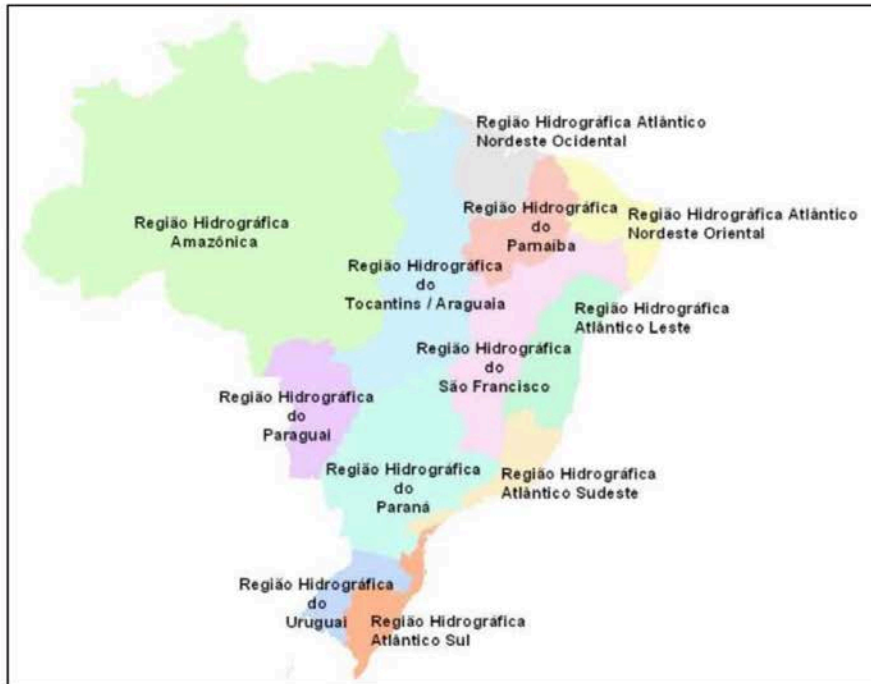 Região Hidrográfica Atlântico
Nordeste Ocidental
Região Hidrográfica
Amazônica
Região Hidrográfica
do
Parnaiba
Região Hidrográfica Atlântico
Nordeste Oriental
Região Hidrográfica
do
Tocantins / Araguaia
Região Hidrográfica
Atlântico Leste
Região Hidrográfica
do
São Francisco
Região Hidrográfica
do
Paraguai
Região Hidrográfica
do
Paraná
Região Hidrográfica
Atlântico Sudeste
Região Hidrográfica
do
Uruguai
Região Hidrográfica
Atlântico Sul